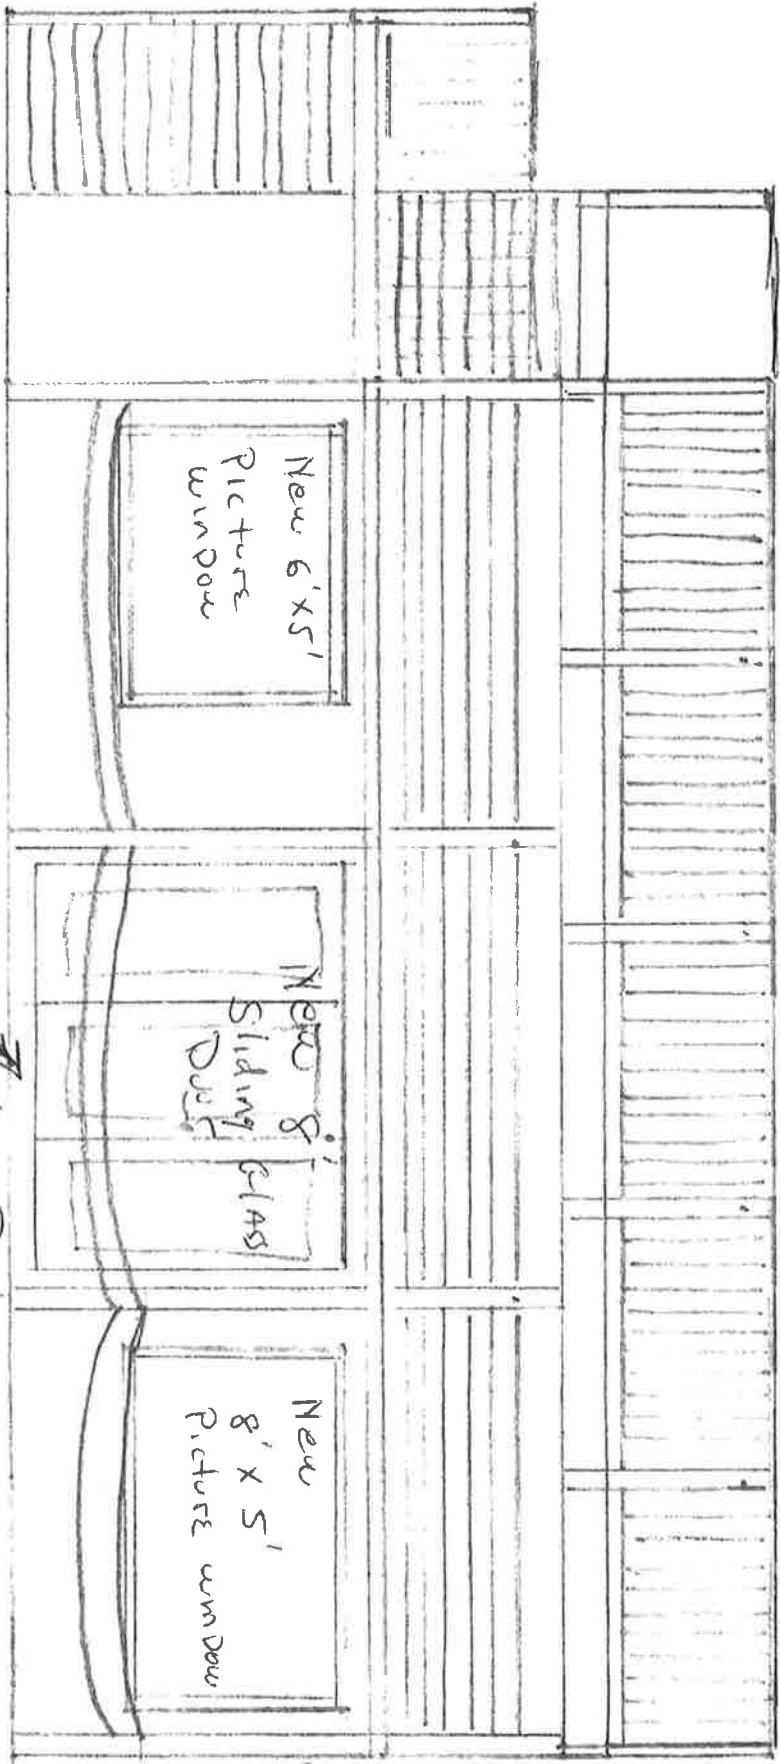 New 6'x5'
Picture
window
New 8'
Sliding Glass
Door
New
8' x 5'
Picture window